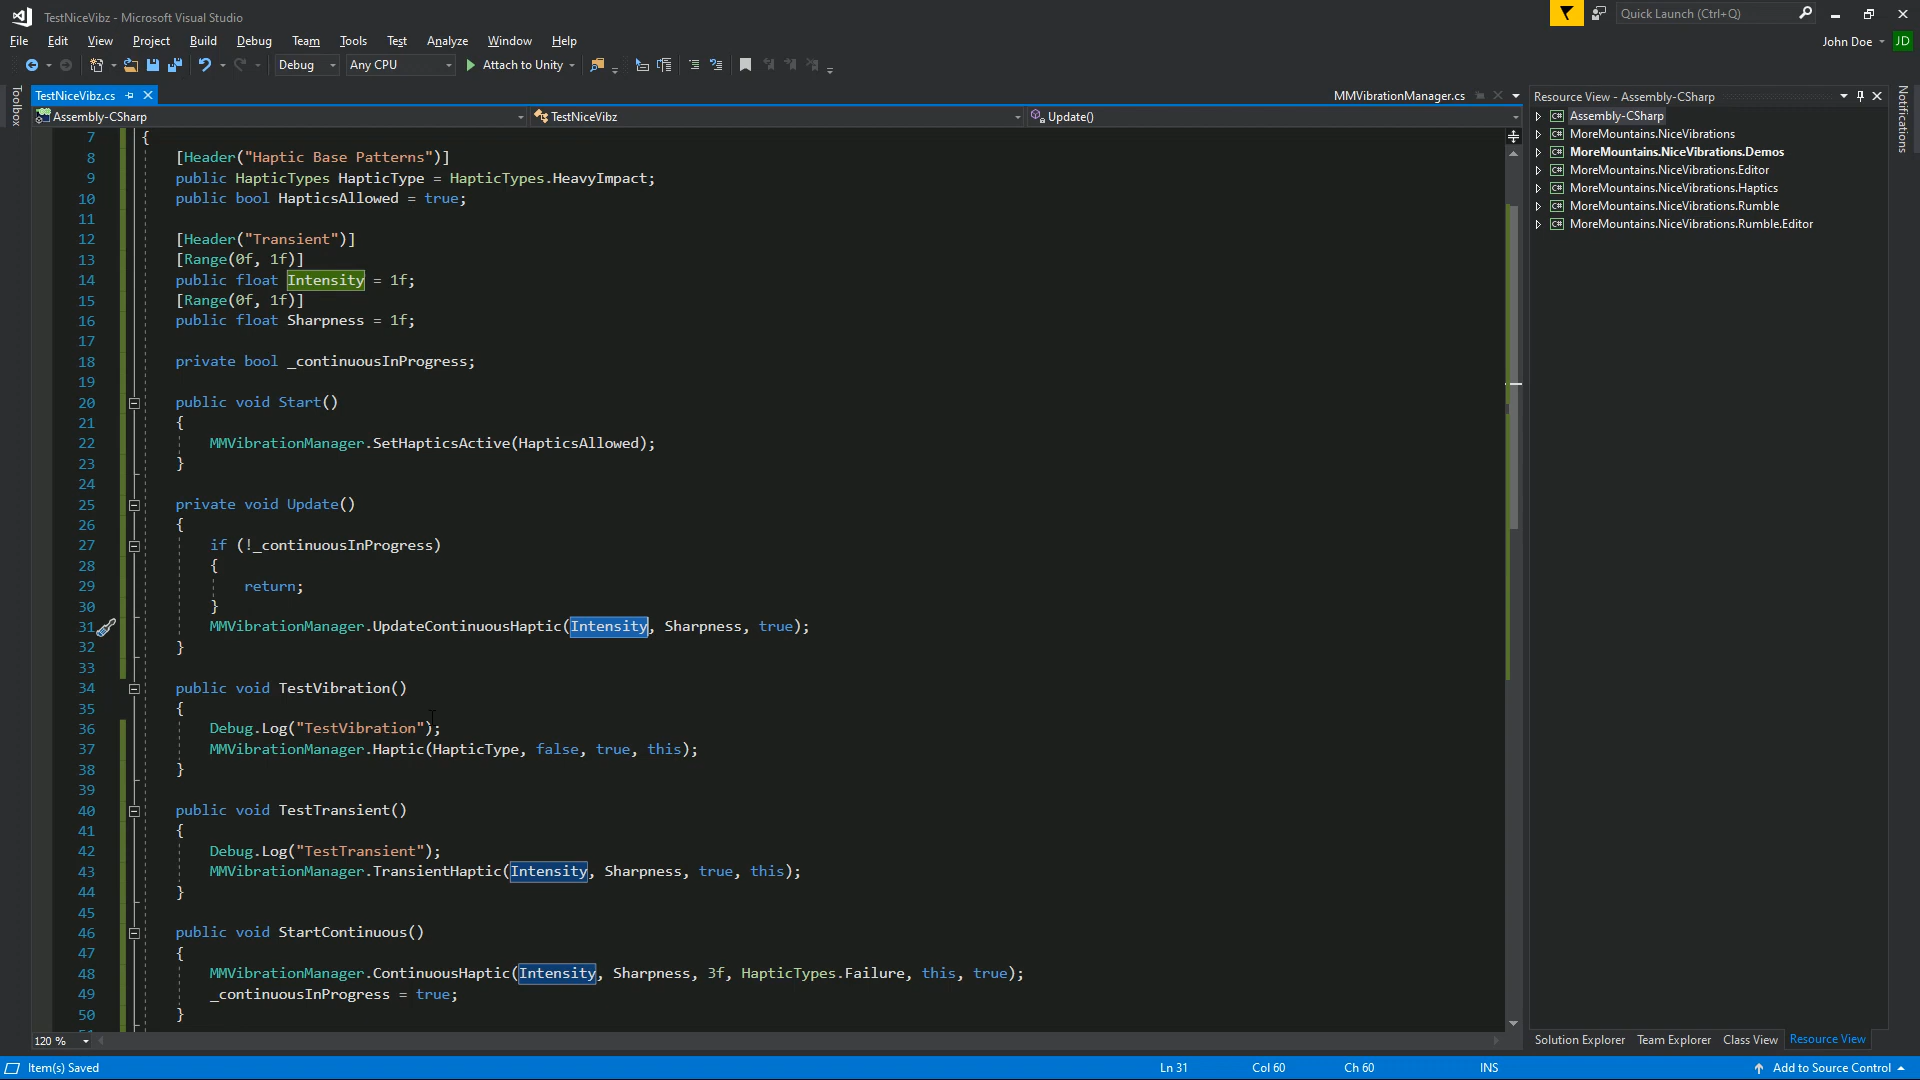 TestNiceVibz - Microsoft Visual Studio
Quick Launch (Ctrl+Q)
File Edit View Project Build Debug Team Tools Test Analyze Window Help
John Doe JD
Debug Any CPU Attach to Unity
Toolbox
TestNiceVibz.cs
MMVibrationManager.cs
Resource View - Assembly-CSharp
Notifications
Assembly-CSharp TestNiceVibz Update()
Assembly-CSharp
MoreMountains.NiceVibrations
MoreMountains.NiceVibrations.Demos
MoreMountains.NiceVibrations.Editor
MoreMountains.NiceVibrations.Haptics
MoreMountains.NiceVibrations.Rumble
MoreMountains.NiceVibrations.Rumble.Editor
7 {
8 [Header("Haptic Base Patterns")]
9 public HapticTypes HapticType = HapticTypes.HeavyImpact;
10 public bool HapticsAllowed = true;
11
12 [Header("Transient")]
13 [Range(0f, 1f)]
14 public float Intensity = 1f;
15 [Range(0f, 1f)]
16 public float Sharpness = 1f;
17
18 private bool _continuousInProgress;
19
20 public void Start()
21 {
22 MMVibrationManager.SetHapticsActive(HapticsAllowed);
23 }
24
25 private void Update()
26 {
27 if (!_continuousInProgress)
28 {
29 return;
30 }
31 MMVibrationManager.UpdateContinuousHaptic(Intensity, Sharpness, true);
32 }
33
34 public void TestVibration()
35 {
36 Debug.Log("TestVibration");
37 MMVibrationManager.Haptic(HapticType, false, true, this);
38 }
39
40 public void TestTransient()
41 {
42 Debug.Log("TestTransient");
43 MMVibrationManager.TransientHaptic(Intensity, Sharpness, true, this);
44 }
45
46 public void StartContinuous()
47 {
48 MMVibrationManager.ContinuousHaptic(Intensity, Sharpness, 3f, HapticTypes.Failure, this, true);
49 _continuousInProgress = true;
50 }
120 %
Solution Explorer Team Explorer Class View Resource View
Item(s) Saved Ln 31 Col 60 Ch 60 INS Add to Source Control